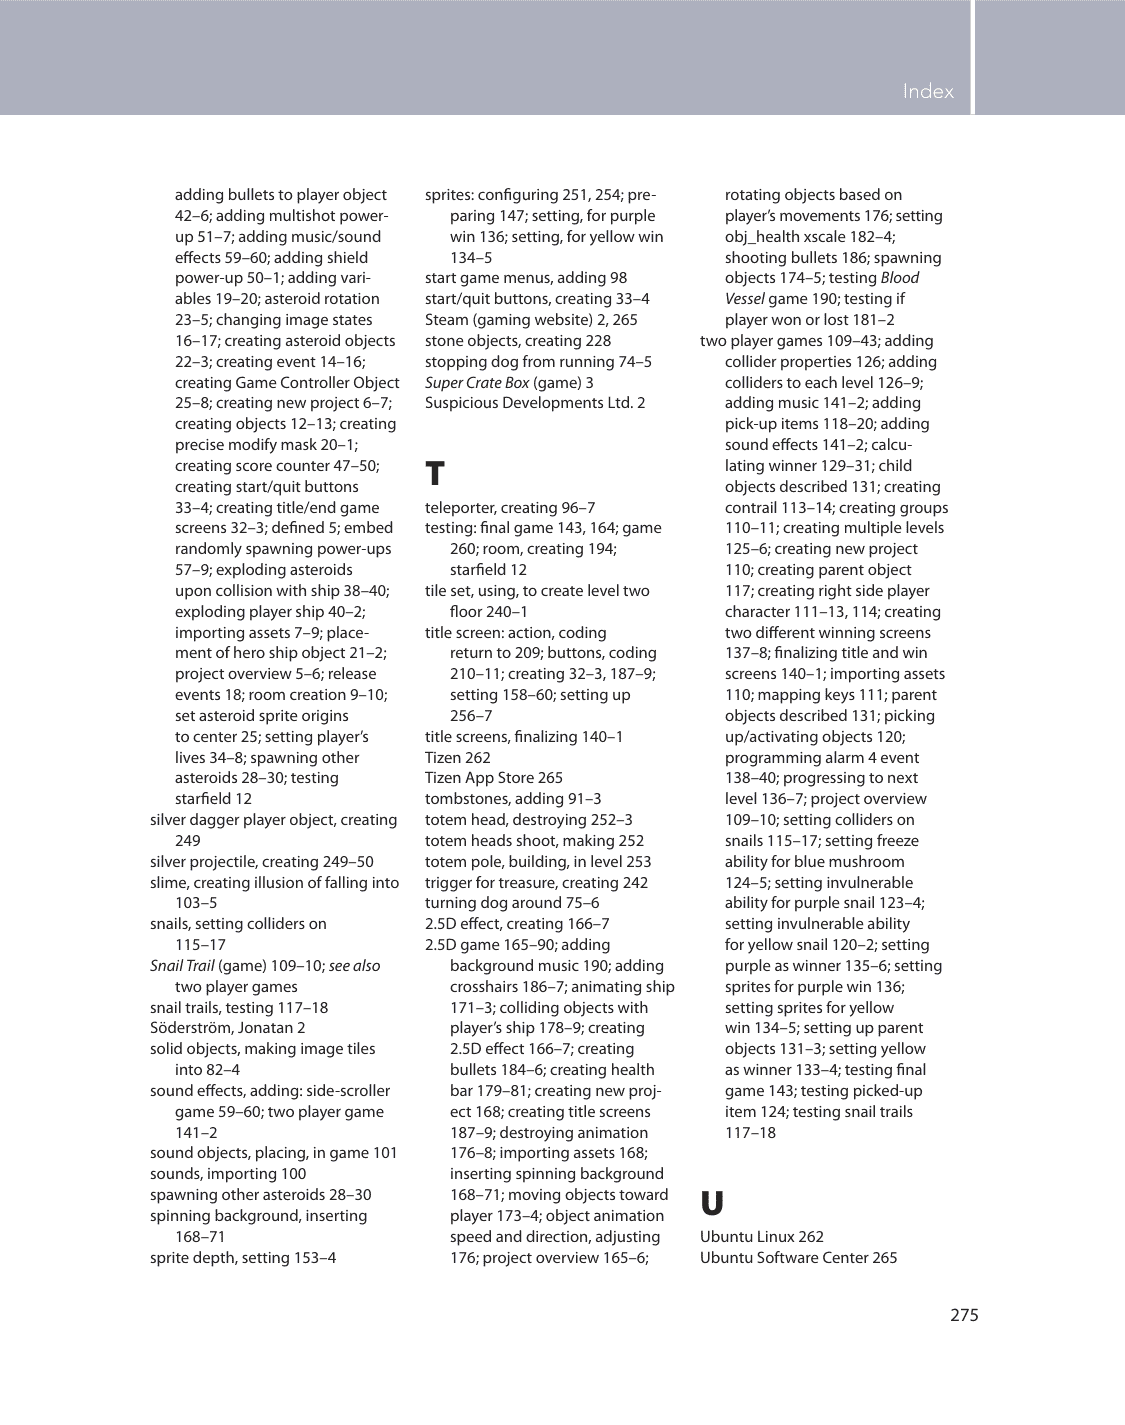 Index
adding bullets to player object
42–6; adding multishot power-
up 51–7; adding music/sound
effects 59–60; adding shield
power-up 50–1; adding vari-
ables 19–20; asteroid rotation
23–5; changing image states
16–17; creating asteroid objects
22–3; creating event 14–16;
creating Game Controller Object
25–8; creating new project 6–7;
creating objects 12–13; creating
precise modify mask 20–1;
creating score counter 47–50;
creating start/quit buttons
33–4; creating title/end game
screens 32–3; defined 5; embed
randomly spawning power-ups
57–9; exploding asteroids
upon collision with ship 38–40;
exploding player ship 40–2;
importing assets 7–9; place-
ment of hero ship object 21–2;
project overview 5–6; release
events 18; room creation 9–10;
set asteroid sprite origins
to center 25; setting player’s
lives 34–8; spawning other
asteroids 28–30; testing
starfield 12
silver dagger player object, creating
249
silver projectile, creating 249–50
slime, creating illusion of falling into
103–5
snails, setting colliders on
115–17
Snail Trail (game) 109–10; see also
two player games
snail trails, testing 117–18
Söderström, Jonatan 2
solid objects, making image tiles
into 82–4
sound effects, adding: side-scroller
game 59–60; two player game
141–2
sound objects, placing, in game 101
sounds, importing 100
spawning other asteroids 28–30
spinning background, inserting
168–71
sprite depth, setting 153–4
sprites: configuring 251, 254; pre-
paring 147; setting, for purple
win 136; setting, for yellow win
134–5
start game menus, adding 98
start/quit buttons, creating 33–4
Steam (gaming website) 2, 265
stone objects, creating 228
stopping dog from running 74–5
Super Crate Box (game) 3
Suspicious Developments Ltd. 2
T
teleporter, creating 96–7
testing: final game 143, 164; game
260; room, creating 194;
starfield 12
tile set, using, to create level two
floor 240–1
title screen: action, coding
return to 209; buttons, coding
210–11; creating 32–3, 187–9;
setting 158–60; setting up
256–7
title screens, finalizing 140–1
Tizen 262
Tizen App Store 265
tombstones, adding 91–3
totem head, destroying 252–3
totem heads shoot, making 252
totem pole, building, in level 253
trigger for treasure, creating 242
turning dog around 75–6
2.5D effect, creating 166–7
2.5D game 165–90; adding
background music 190; adding
crosshairs 186–7; animating ship
171–3; colliding objects with
player’s ship 178–9; creating
2.5D effect 166–7; creating
bullets 184–6; creating health
bar 179–81; creating new proj-
ect 168; creating title screens
187–9; destroying animation
176–8; importing assets 168;
inserting spinning background
168–71; moving objects toward
player 173–4; object animation
speed and direction, adjusting
176; project overview 165–6;
rotating objects based on
player’s movements 176; setting
obj_health xscale 182–4;
shooting bullets 186; spawning
objects 174–5; testing Blood
Vessel game 190; testing if
player won or lost 181–2
two player games 109–43; adding
collider properties 126; adding
colliders to each level 126–9;
adding music 141–2; adding
pick-up items 118–20; adding
sound effects 141–2; calcu-
lating winner 129–31; child
objects described 131; creating
contrail 113–14; creating groups
110–11; creating multiple levels
125–6; creating new project
110; creating parent object
117; creating right side player
character 111–13, 114; creating
two different winning screens
137–8; finalizing title and win
screens 140–1; importing assets
110; mapping keys 111; parent
objects described 131; picking
up/activating objects 120;
programming alarm 4 event
138–40; progressing to next
level 136–7; project overview
109–10; setting colliders on
snails 115–17; setting freeze
ability for blue mushroom
124–5; setting invulnerable
ability for purple snail 123–4;
setting invulnerable ability
for yellow snail 120–2; setting
purple as winner 135–6; setting
sprites for purple win 136;
setting sprites for yellow
win 134–5; setting up parent
objects 131–3; setting yellow
as winner 133–4; testing final
game 143; testing picked-up
item 124; testing snail trails
117–18
U
Ubuntu Linux 262
Ubuntu Software Center 265
275